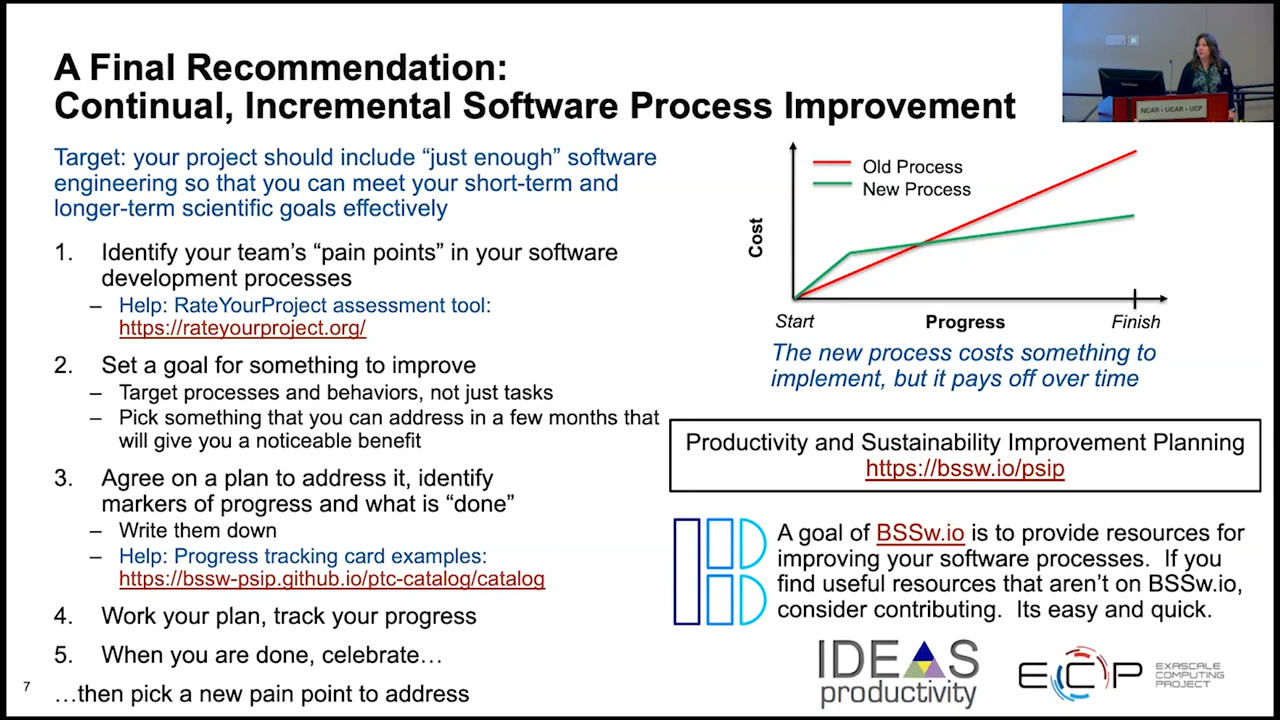 A Final Recommendation:
Continual, Incremental Software Process Improvement
NCAR • UCAR • UCP
Target: your project should include “just enough” software
engineering so that you can meet your short-term and
longer-term scientific goals effectively
1. Identify your team’s “pain points” in your software
development processes
– Help: RateYourProject assessment tool:
https://rateyourproject.org/
2. Set a goal for something to improve
– Target processes and behaviors, not just tasks
– Pick something that you can address in a few months that
will give you a noticeable benefit
3. Agree on a plan to address it, identify
markers of progress and what is “done”
– Write them down
– Help: Progress tracking card examples:
https://bssw-psip.github.io/ptc-catalog/catalog
4. Work your plan, track your progress
5. When you are done, celebrate…
…then pick a new pain point to address
7
Old Process
New Process
Cost
Start
Progress
Finish
The new process costs something to
implement, but it pays off over time
Productivity and Sustainability Improvement Planning
https://bssw.io/psip
A goal of BSSw.io is to provide resources for
improving your software processes. If you
find useful resources that aren’t on BSSw.io,
consider contributing. Its easy and quick.
IDEAS
productivity
ECP
EXASCALE
COMPUTING
PROJECT